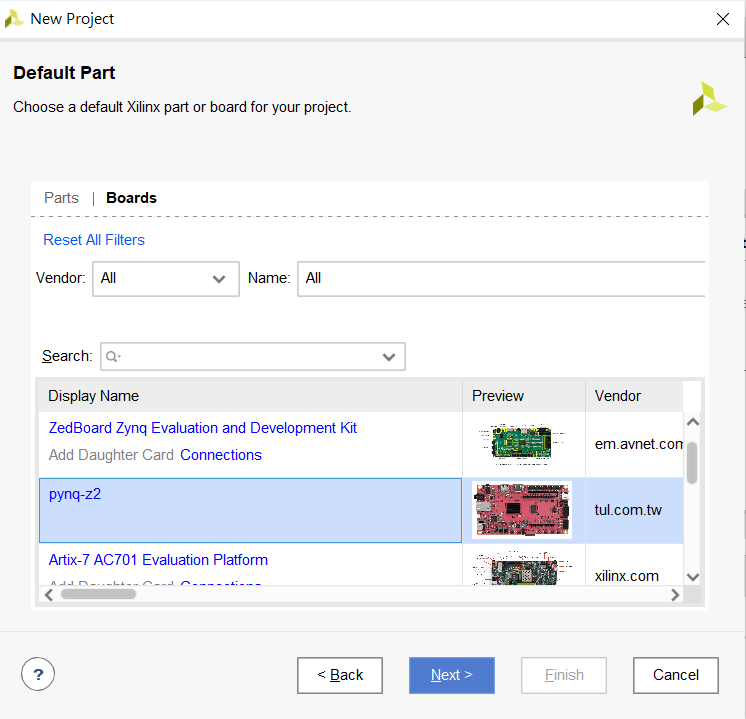 New Project
Default Part
Choose a default Xilinx part or board for your project.
Parts | Boards
Reset All Filters
Vendor: All Name: All
Search:
Display Name Preview Vendor
ZedBoard Zynq Evaluation and Development Kit
Add Daughter Card Connections
em.avnet.com
pynq-z2
tul.com.tw
Artix-7 AC701 Evaluation Platform
Add Daughter Card Connections
xilinx.com
?
< Back Next > Finish Cancel